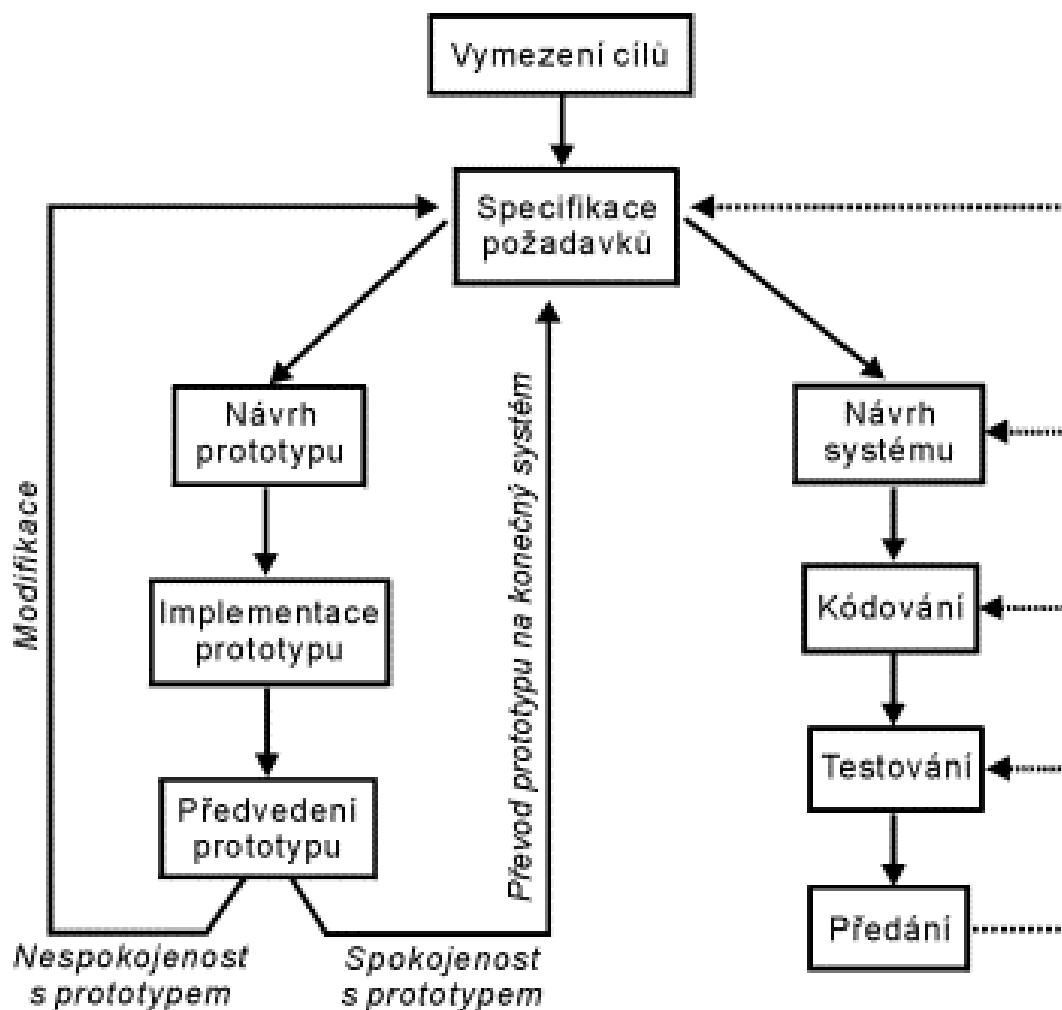 Vymezení cílů
Specifikace
požadavků
Návrh
prototypu
Implementace
prototypu
Předvedení
prototypu
Modifikace
Nespokojenost
s prototypem
Spokojenost
s prototypem
Převod prototypu na konečný systém
Návrh
systému
Kódování
Testování
Předání